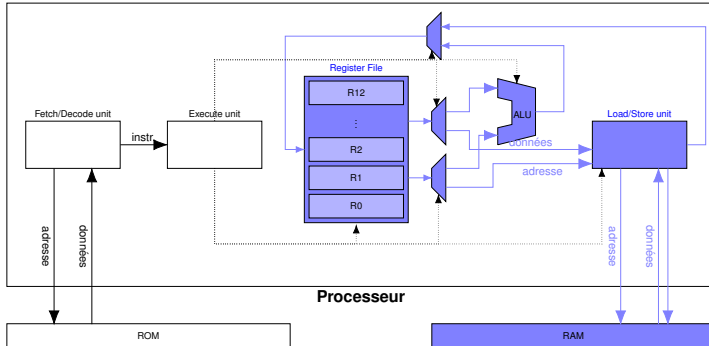 Register File
R12
Fetch/Decode unit
Execute unit
ALU
Load/Store unit
⋮
instr.
données
R2
adresse
R1
R0
adresse
données
adresse
données
Processeur
ROM
RAM